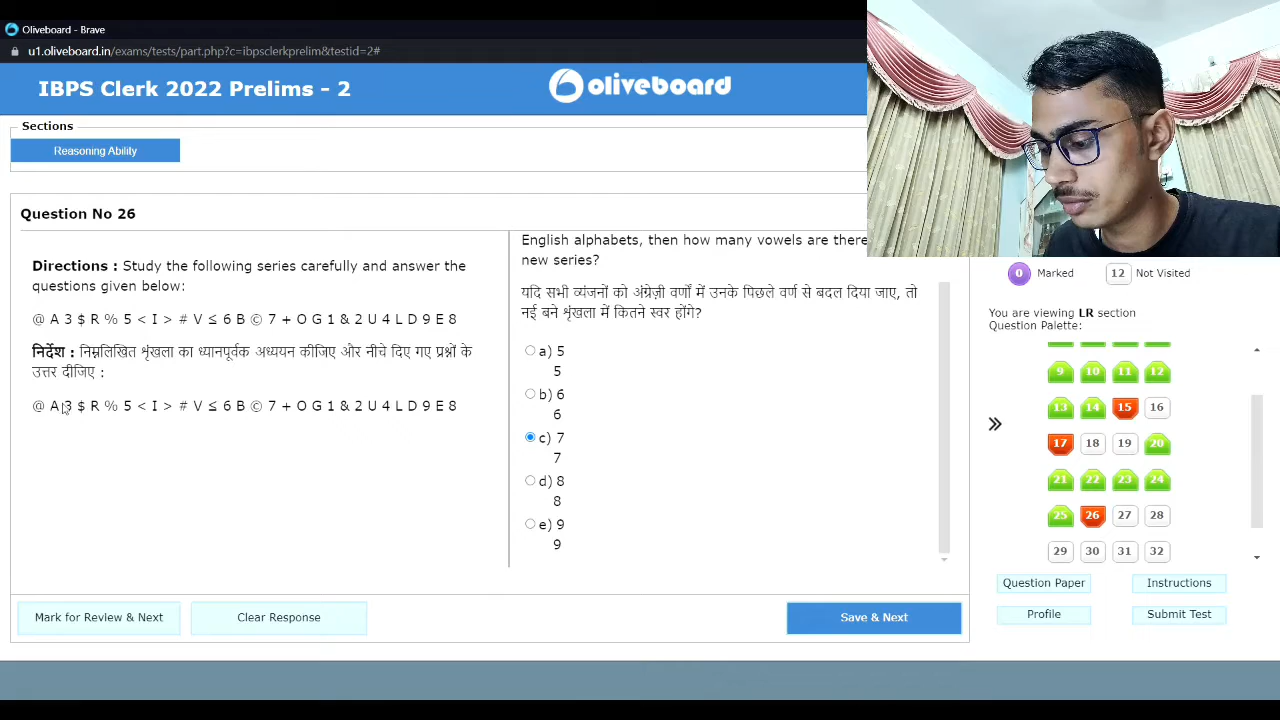 Oliveboard - Brave
u1.oliveboard.in/exams/tests/part.php?c=ibpsclerkprelim&testid=2#
IBPS Clerk 2022 Prelims - 2
oliveboard
Sections
Reasoning Ability
Question No 26
Directions : Study the following series carefully and answer the
questions given below:
@ A 3 $ R % 5 < I > # V ≤ 6 B © 7 + O G 1 & 2 U 4 L D 9 E 8
निर्देश : निम्नलिखित श्रृंखला का ध्यानपूर्वक अध्ययन कीजिए और नीचे दिए गए प्रश्नों के
उत्तर दीजिए :
@ A 3 $ R % 5 < I > # V ≤ 6 B © 7 + O G 1 & 2 U 4 L D 9 E 8
English alphabets, then how many vowels are there
new series?
यदि सभी व्यंजनों को अंग्रेज़ी वर्णों में उनके पिछले वर्ण से बदल दिया जाए, तो
नई बने श्रृंखला में कितने स्वर होंगे?
a) 5
5
b) 6
6
c) 7
7
d) 8
8
e) 9
9
Mark for Review & Next
Clear Response
Save & Next
0 Marked 12 Not Visited
You are viewing LR section
Question Palette:
9 10 11 12
13 14 15 16
17 18 19 20
21 22 23 24
25 26 27 28
29 30 31 32
Question Paper Instructions
Profile Submit Test